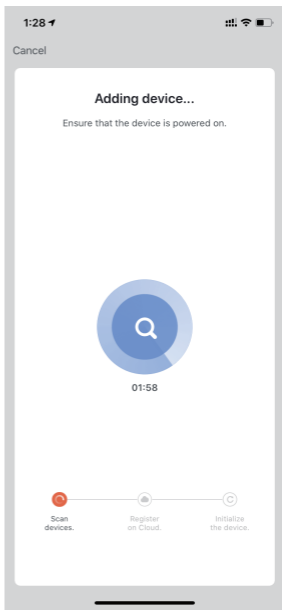 1:28
Cancel
Adding device...
Ensure that the device is powered on.
01:58
Scan
devices.
Register
on Cloud.
Initialize
the device.